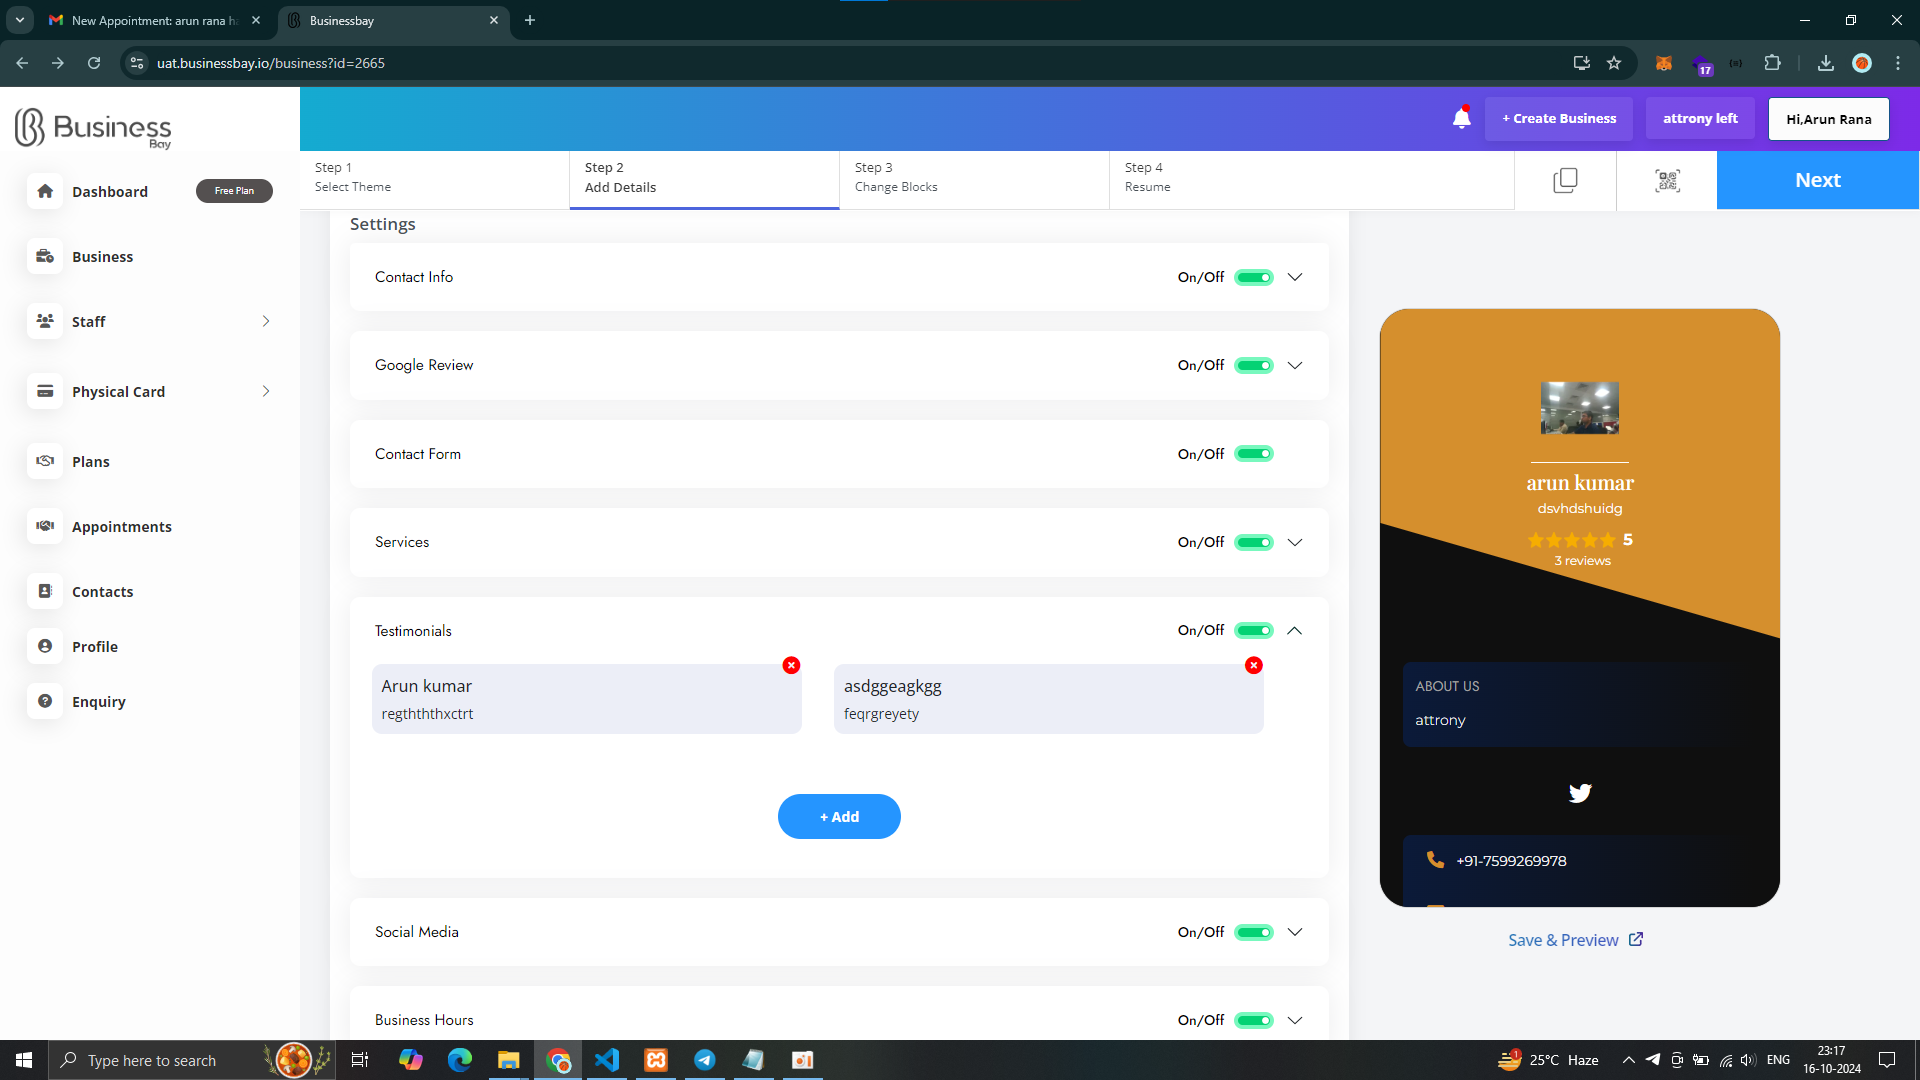 New Appointment: arun rana ha
Businessbay
uat.businessbay.io/business?id=2665
17
Business
Bay
+ Create Business
attrony left
Hi,Arun Rana
Step 1
Select Theme
Step 2
Add Details
Step 3
Change Blocks
Step 4
Resume
Next
Dashboard
Free Plan
Business
Staff
Physical Card
Plans
Appointments
Contacts
Profile
Enquiry
Settings
Contact Info
On/Off
Google Review
On/Off
Contact Form
On/Off
Services
On/Off
Testimonials
On/Off
Arun kumar
regthththxctrt
asdggeagkgg
feqrgreyety
+ Add
Social Media
On/Off
Business Hours
On/Off
arun kumar
dsvhdshuidg
5
3 reviews
ABOUT US
attrony
+91-7599269978
Save & Preview
Type here to search
1
25°C Haze
ENG
23:17
16-10-2024